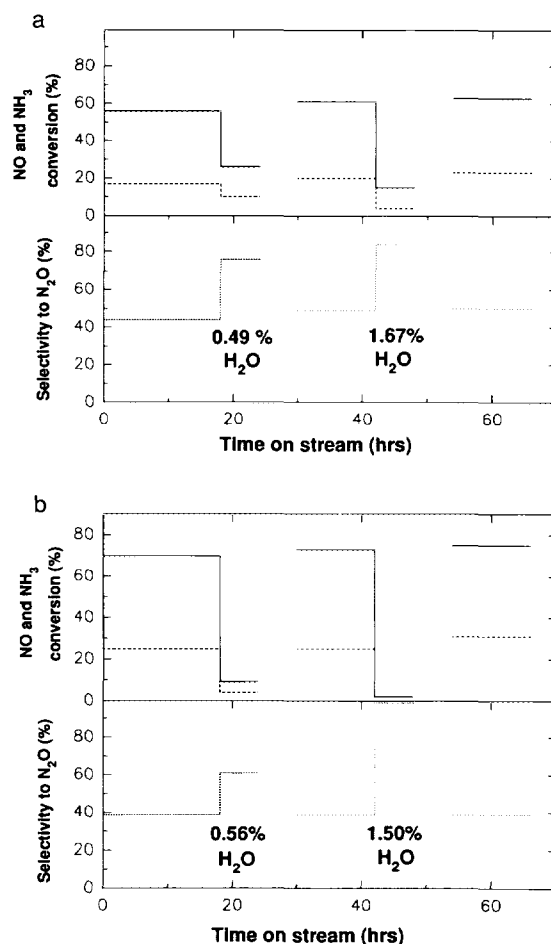 a
NO and NH3
conversion (%)
80
60
40
20
0
Selectivity to N2O (%)
80
60
40
20
0
0.49 %
H2O
1.67%
H2O
0
20
40
60
Time on stream (hrs)
b
NO and NH3
conversion (%)
80
60
40
20
0
Selectivity to N2O (%)
80
60
40
20
0
0.56%
H2O
1.50%
H2O
0
20
40
60
Time on stream (hrs)